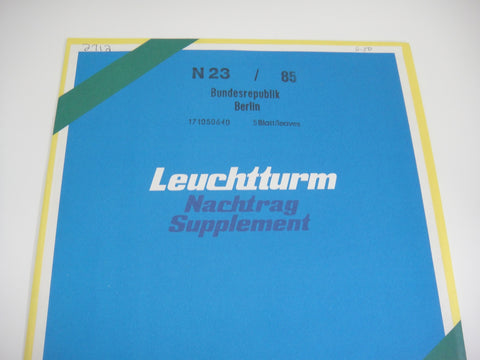 N 23 / 85
Bundesrepublik
Berlin
171050640 5 Blatt/leaves
Leuchtturm
Nachtrag
Supplement